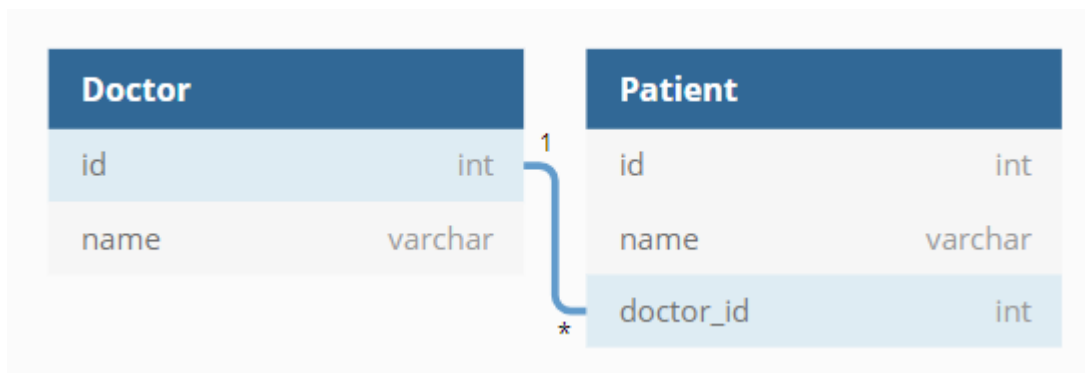 Doctor
id int
name varchar
1
*
Patient
id int
name varchar
doctor_id int